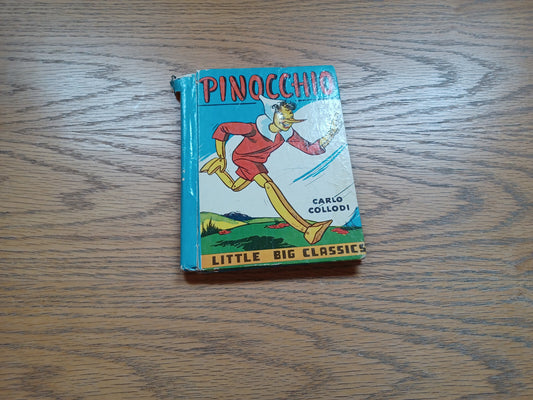 PINOCCHIO
CARLO
COLLODI
LITTLE BIG CLASSICS